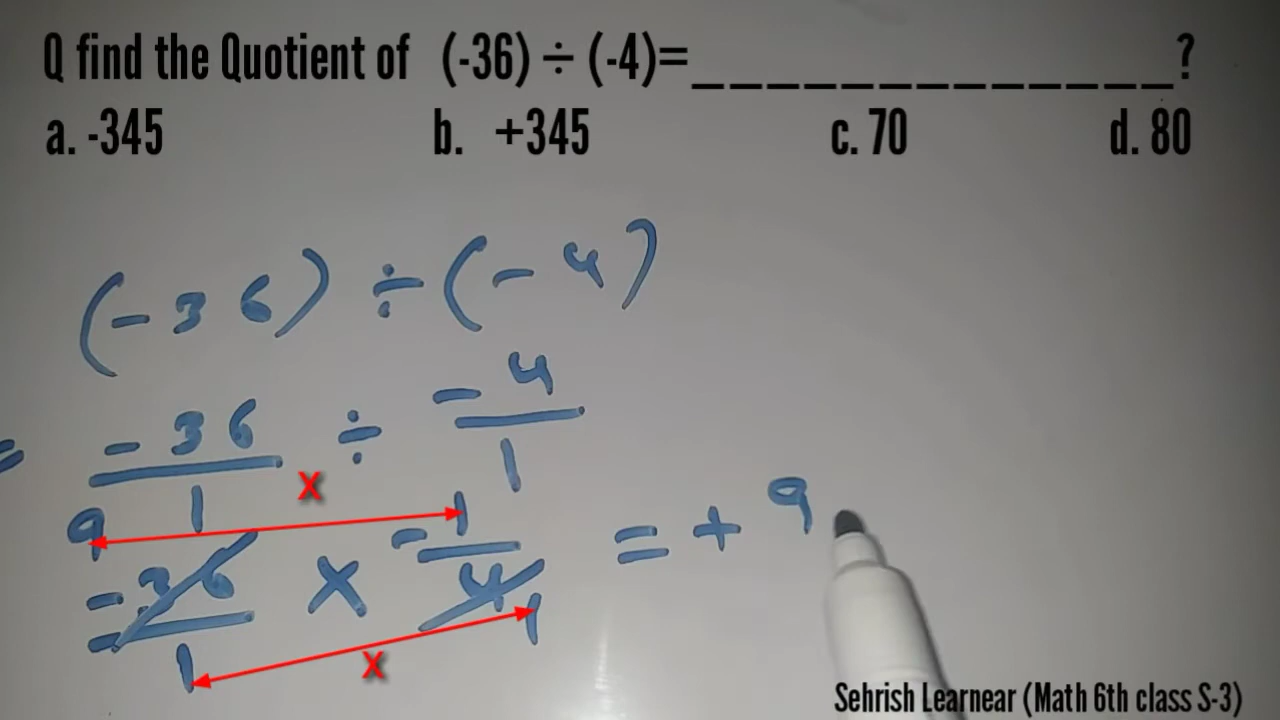 Q find the Quotient of (-36) ÷ (-4)=_ _ _ _ _ _ _ _ _ _ _ _ _?
a. -345 b. +345 c. 70 d. 80
(-36) ÷ (-4)
= -36/1 ÷ -4/1
x
9 1
= -36/1 x -1/4 = + 9
1
x
Sehrish Learnear (Math 6th class S-3)